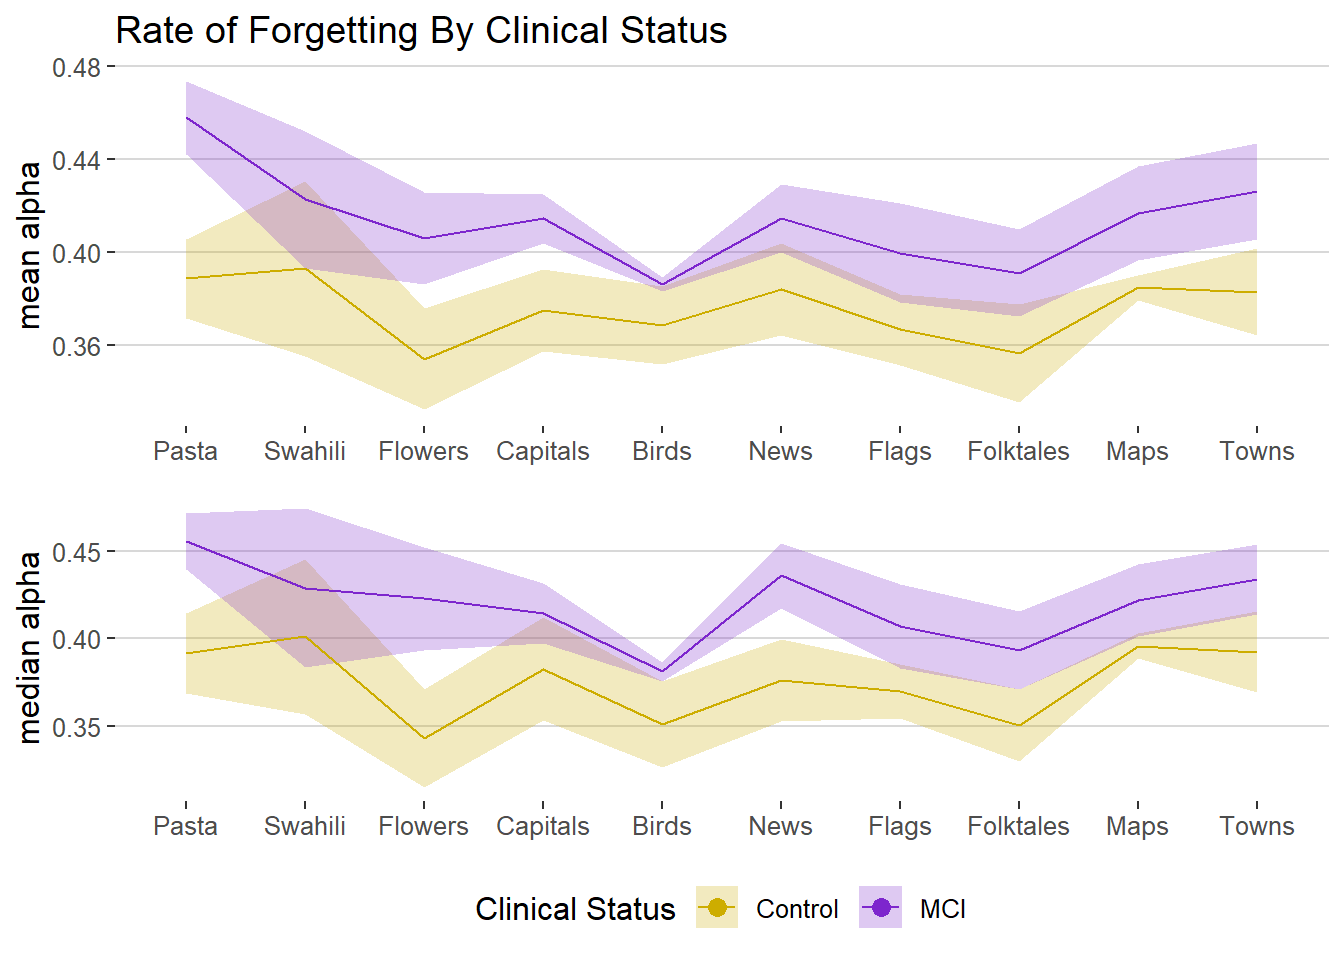 Rate of Forgetting By Clinical Status
mean alpha
0.48
0.44
0.40
0.36
Pasta Swahili Flowers Capitals Birds News Flags Folktales Maps Towns
median alpha
0.45
0.40
0.35
Pasta Swahili Flowers Capitals Birds News Flags Folktales Maps Towns
Clinical Status Control MCI